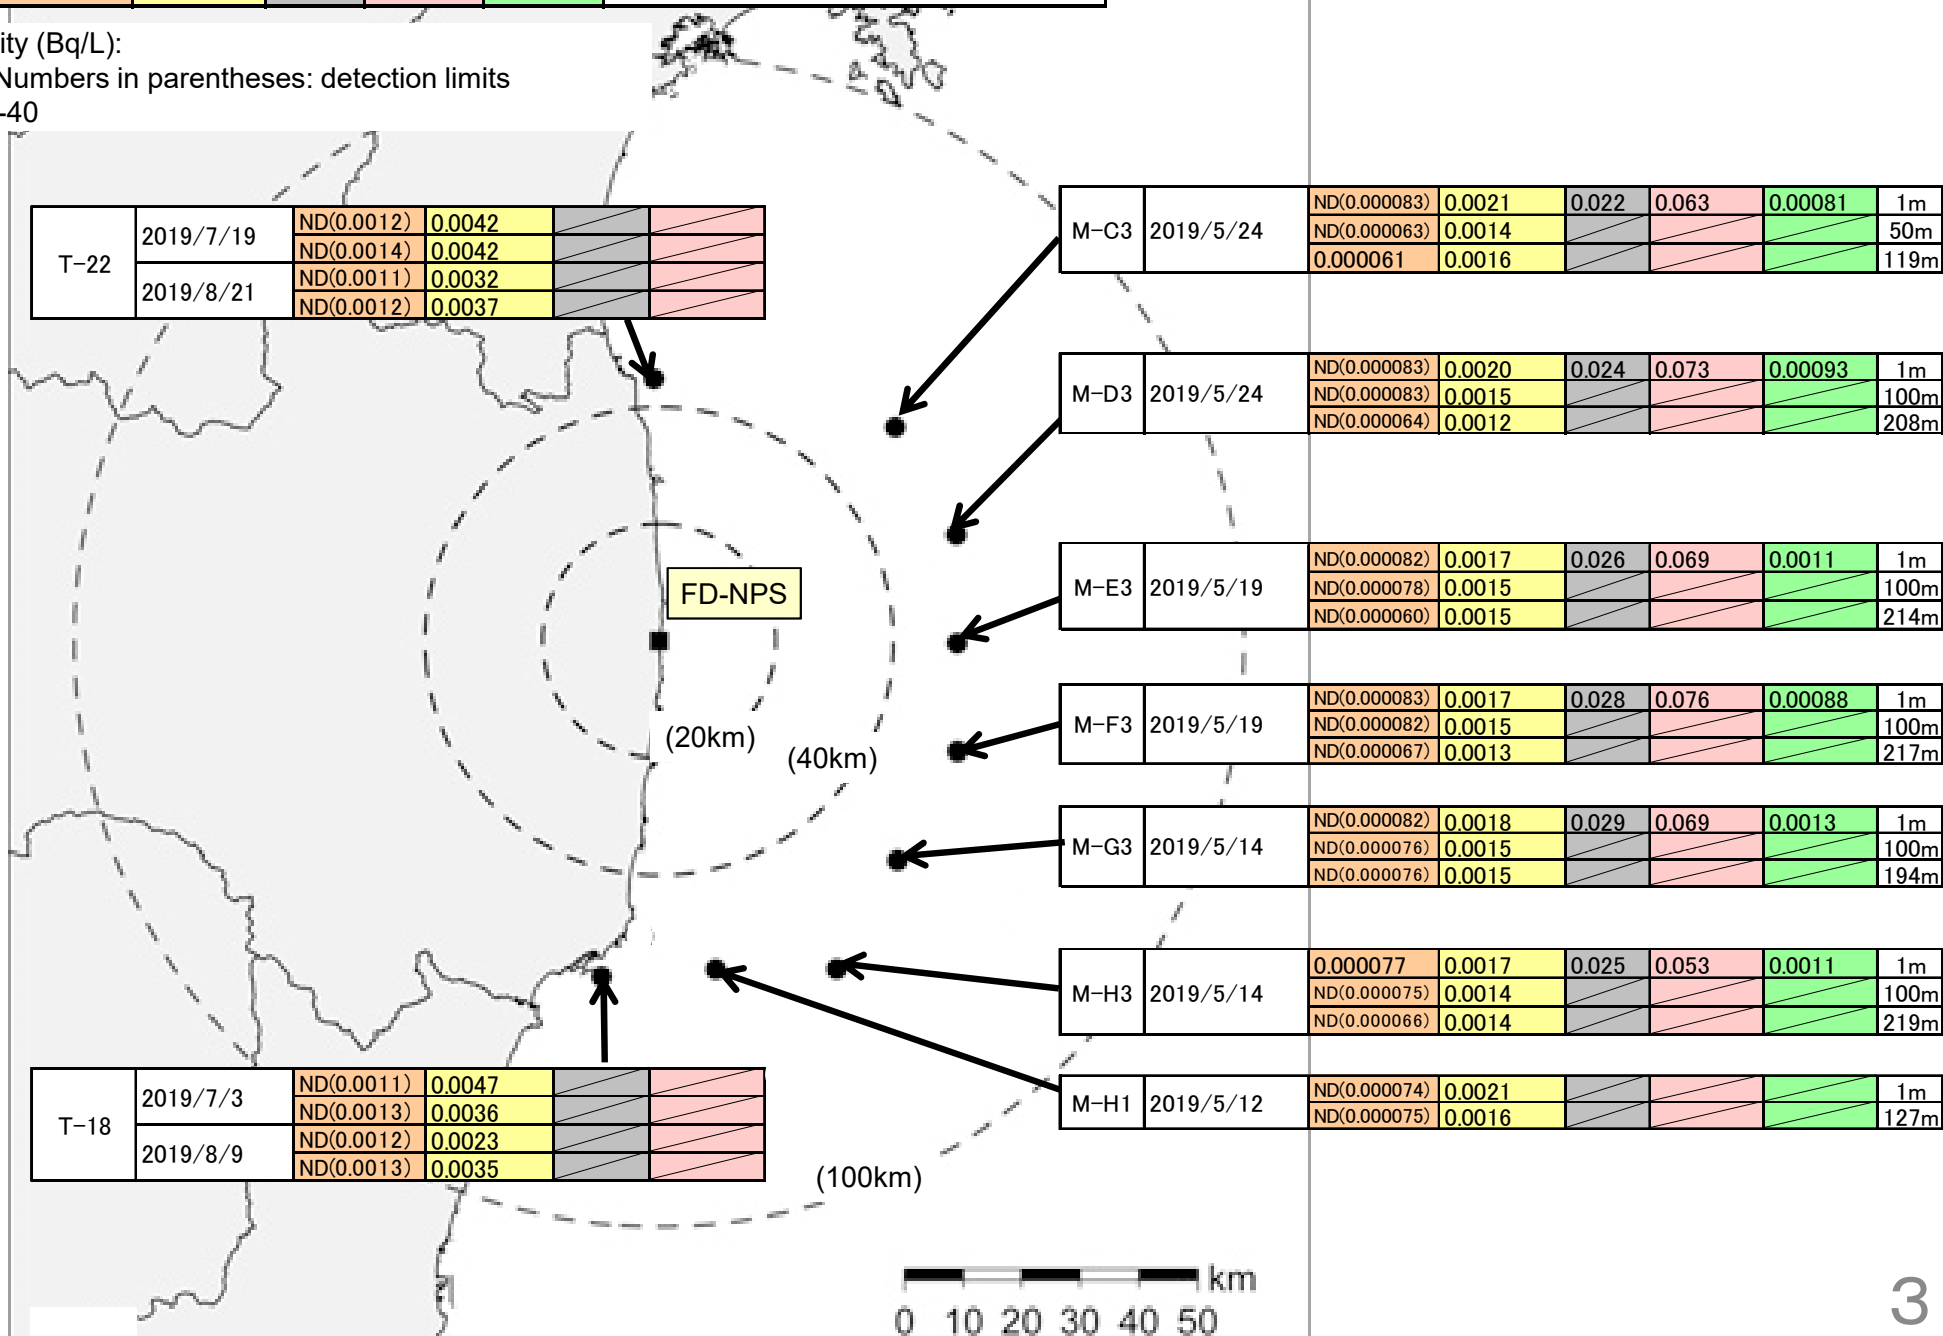 ity (Bq/L):
Numbers in parentheses: detection limits
-40
T-22
2019/7/19 ND(0.0012) 0.0042
ND(0.0014) 0.0042
2019/8/21 ND(0.0011) 0.0032
ND(0.0012) 0.0037
M-C3 2019/5/24
ND(0.000083) 0.0021 0.022 0.063 0.00081 1m
ND(0.000063) 0.0014 50m
0.000061 0.0016 119m
M-D3 2019/5/24
ND(0.000083) 0.0020 0.024 0.073 0.00093 1m
ND(0.000083) 0.0015 100m
ND(0.000064) 0.0012 208m
M-E3 2019/5/19
ND(0.000082) 0.0017 0.026 0.069 0.0011 1m
ND(0.000078) 0.0015 100m
ND(0.000060) 0.0015 214m
FD-NPS
(20km)
(40km)
M-F3 2019/5/19
ND(0.000083) 0.0017 0.028 0.076 0.00088 1m
ND(0.000082) 0.0015 100m
ND(0.000067) 0.0013 217m
M-G3 2019/5/14
ND(0.000082) 0.0018 0.029 0.069 0.0013 1m
ND(0.000076) 0.0015 100m
ND(0.000076) 0.0015 194m
M-H3 2019/5/14
0.000077 0.0017 0.025 0.053 0.0011 1m
ND(0.000075) 0.0014 100m
ND(0.000066) 0.0014 219m
M-H1 2019/5/12
ND(0.000074) 0.0021 1m
ND(0.000075) 0.0016 127m
T-18
2019/7/3 ND(0.0011) 0.0047
ND(0.0013) 0.0036
2019/8/9 ND(0.0012) 0.0023
ND(0.0013) 0.0035
(100km)
km
0 10 20 30 40 50
3